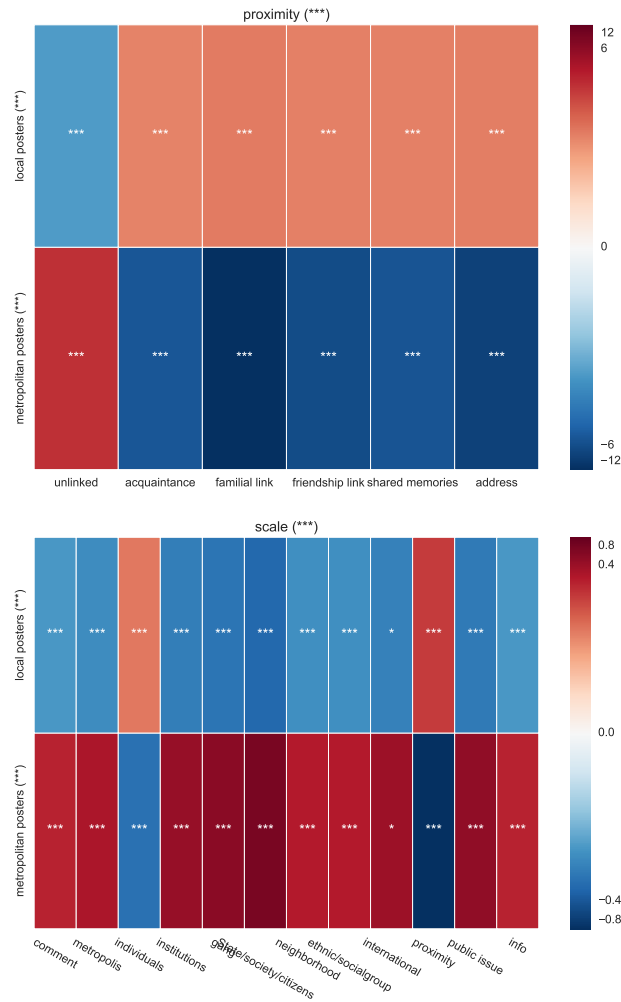 proximity (***)
12
6
0
−6
−12
local posters (***)
*** *** *** *** *** ***
metropolitan posters (***)
*** *** *** *** *** ***
unlinked acquaintance familial link friendship link shared memories address
scale (***)
0.8
0.4
0.0
−0.4
−0.8
local posters (***)
*** *** *** *** *** *** *** *** * *** *** ***
metropolitan posters (***)
*** *** *** *** *** *** *** *** * *** *** ***
comment
metropolis
individuals
institutions
gang
State/society/citizens
neighborhood
ethnic/socialgroup
international
proximity
public issue
info